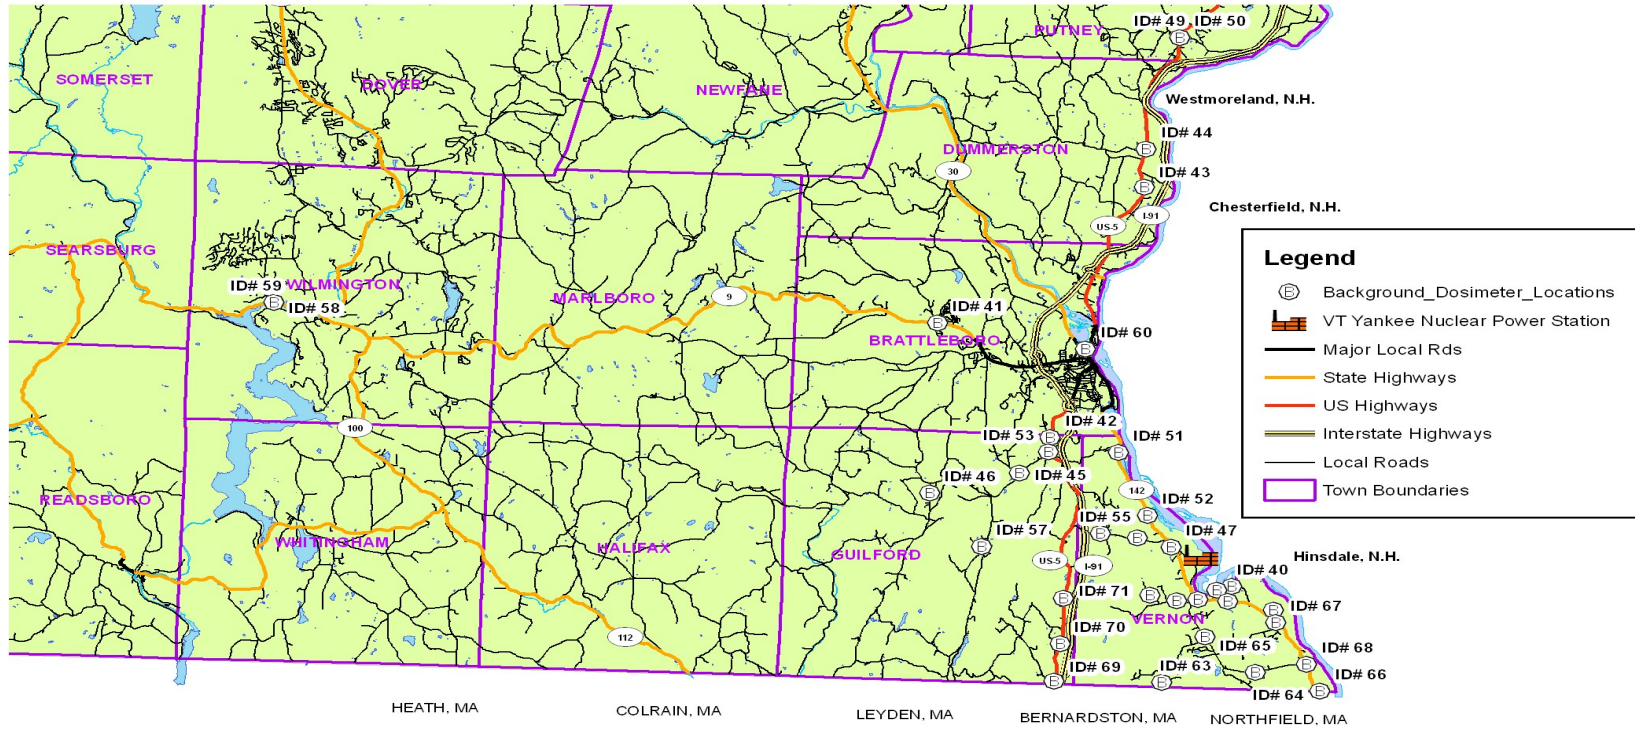 ID# 49 ID# 50
PUTNEY
SOMERSET
DOVER
NEWFANE
Westmoreland, N.H.
ID# 44
DUMMERSTON
30
ID# 43
Chesterfield, N.H.
I-91
US-5
SEARSBURG
ID# 59
WILMINGTON
ID# 58
MARLBORO
9
ID# 41
BRATTLEBORO
ID# 60
Legend
B Background_Dosimeter_Locations
VT Yankee Nuclear Power Station
Major Local Rds
State Highways
US Highways
Interstate Highways
Local Roads
Town Boundaries
100
ID# 42
ID# 53
ID# 51
ID# 46
ID# 45
142
READSBORO
ID# 52
ID# 57
ID# 55
ID# 47
WHITINGHAM
HALIFAX
GUILFORD
US-5
I-91
Hinsdale, N.H.
ID# 40
ID# 71
ID# 67
VERNON
112
ID# 70
ID# 65
ID# 68
ID# 69
ID# 63
ID# 66
ID# 64
HEATH, MA
COLRAIN, MA
LEYDEN, MA
BERNARDSTON, MA
NORTHFIELD, MA